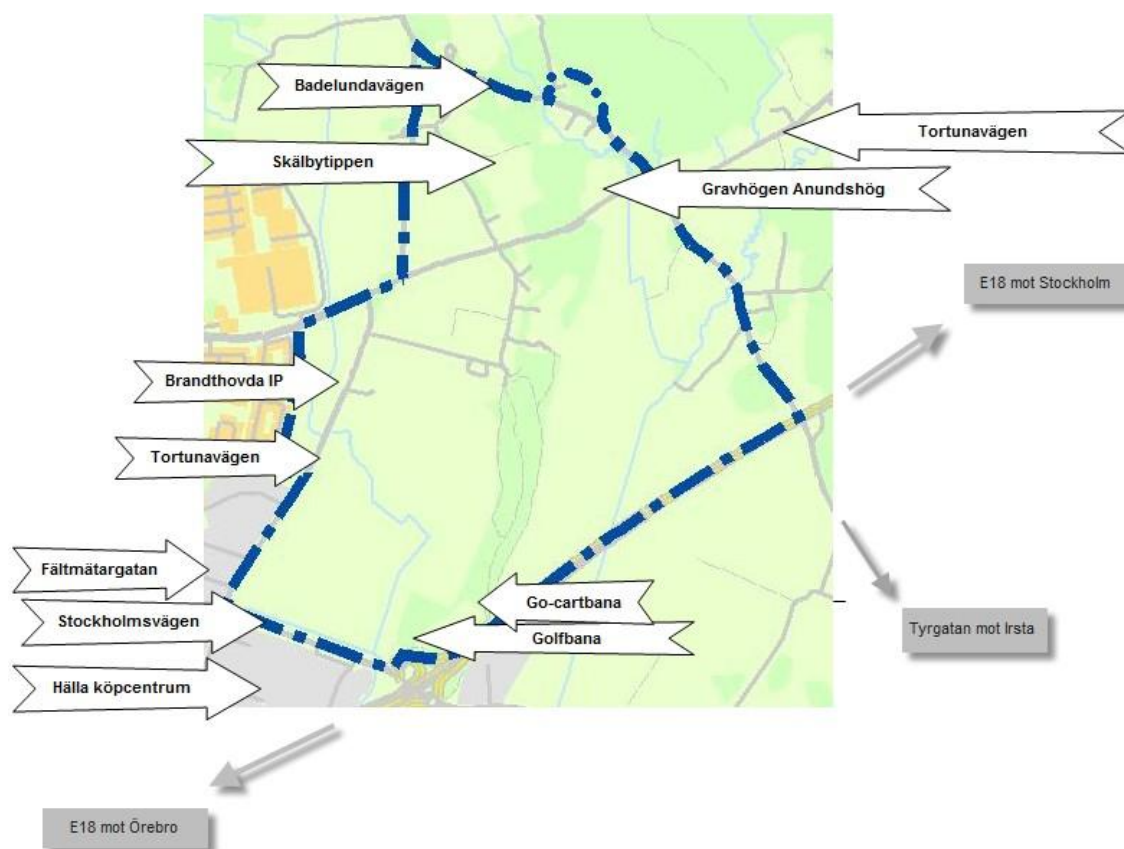 Badelundavägen
Tortunavägen
Skälbytippen
Gravhögen Anundshög
E18 mot Stockholm
Brandthovda IP
Tortunavägen
Fältmätargatan
Go-cartbana
Stockholmsvägen
Golfbana
Tyrgatan mot Irsta
Hälla köpcentrum
E18 mot Örebro